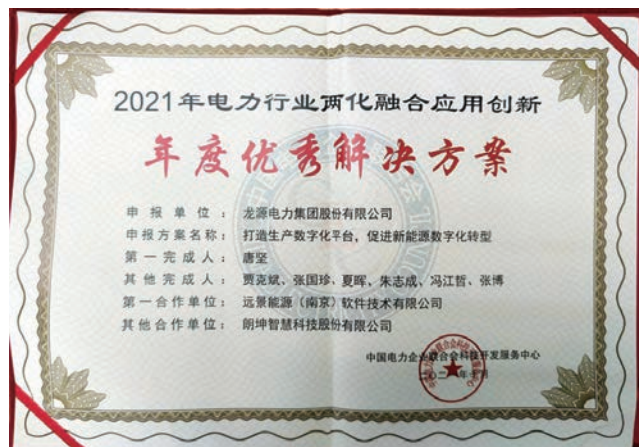 2021年电力行业两化融合应用创新
年度优秀解决方案
申报单位：龙源电力集团股份有限公司
申报方案名称：打造生产数字化平台，促进新能源数字化转型
第一完成人：唐坚
其他完成人：贾克斌、张国珍、夏晖、朱志成、冯江哲、张博
第一合作单位：远景能源（南京）软件技术有限公司
其他合作单位：朗坤智慧科技股份有限公司
中国电力企业联合会科技开发服务中心
二〇二一年 月